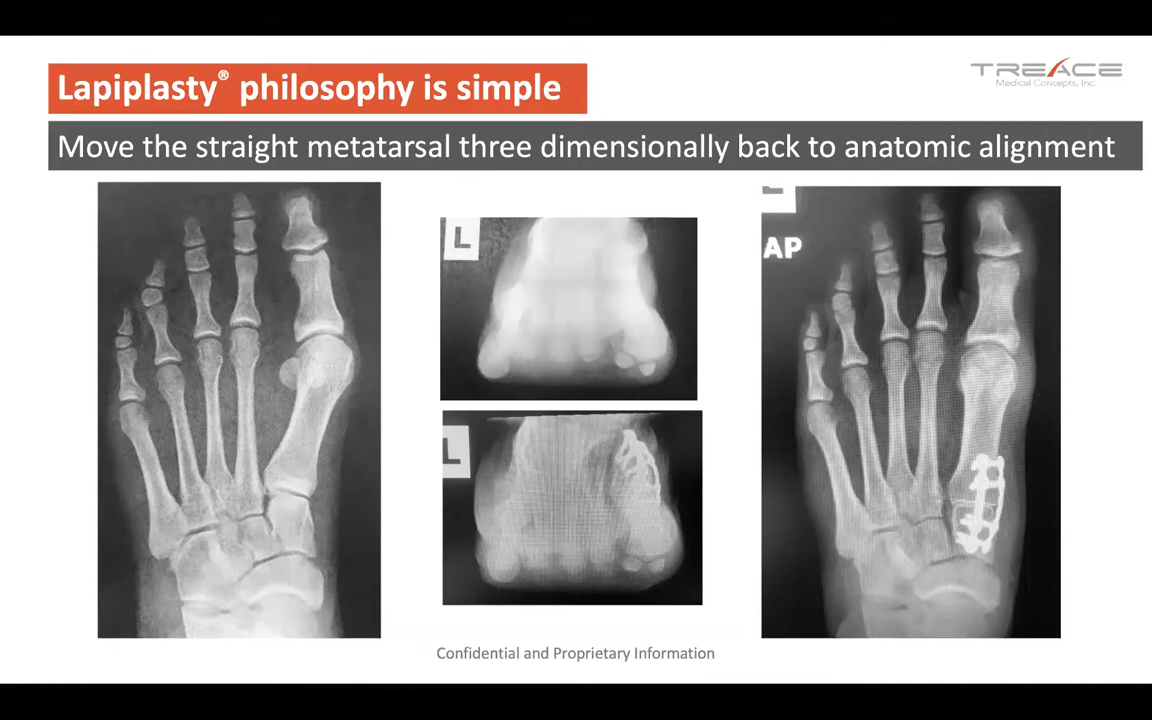 Lapiplasty® philosophy is simple
TREACE
Medical Concepts, Inc.
Move the straight metatarsal three dimensionally back to anatomic alignment
L
L
AP
Confidential and Proprietary Information